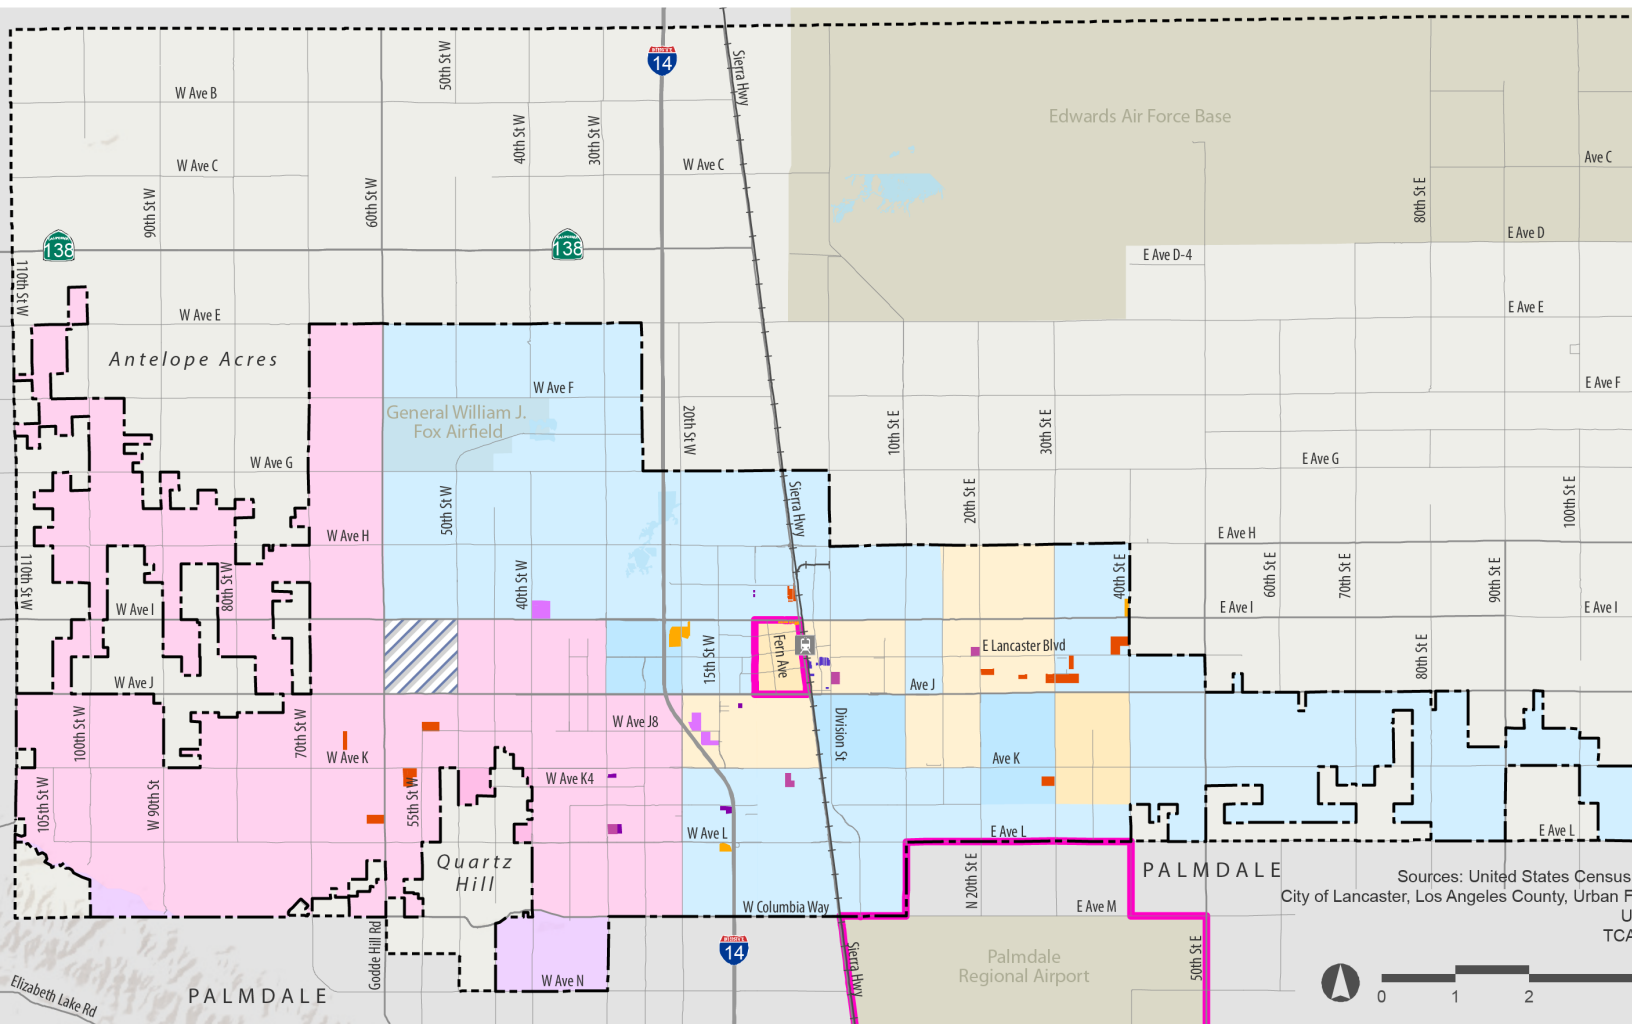 50th St W
14
Sierra Hwy
W Ave B
Edwards Air Force Base
40th St W
30th St W
W Ave C
W Ave C
Ave C
90th St W
60th St W
80th St E
E Ave D
138
138
E Ave D-4
110th St W
W Ave E
E Ave E
Antelope Acres
W Ave F
E Ave F
General William J.
Fox Airfield
20th St W
10th St E
30th St E
W Ave G
E Ave G
50th St W
Sierra Hwy
20th St E
100th St E
W Ave H
E Ave H
110th St W
80th St W
40th St W
40th St E
60th St E
70th St E
90th St E
W Ave I
E Ave I
E Ave I
15th St W
Fern Ave
E Lancaster Blvd
80th St E
W Ave J
Ave J
100th St W
70th St W
W Ave J8
Division St
W Ave K
Ave K
W Ave K4
105th St W
W 90th St
55th St W
W Ave L
E Ave L
E Ave L
Quartz
Hill
N 20th St E
PALMDALE
Sources: United States Census
City of Lancaster, Los Angeles County, Urban F
U
TCA
W Columbia Way
E Ave M
Godde Hill Rd
14
Sierra Hwy
Palmdale
Regional Airport
50th St E
W Ave N
Elizabeth Lake Rd
PALMDALE
0 1 2